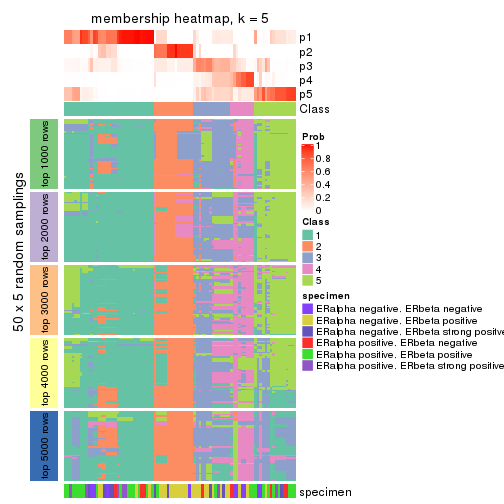 membership heatmap, k = 5
p1
p2
p3
p4
p5
Class
50 x 5 random samplings
top 1000 rows
top 2000 rows
top 3000 rows
top 4000 rows
top 5000 rows
Prob
1
0.8
0.6
0.4
0.2
0
Class
1
2
3
4
5
specimen
ERalpha negative. ERbeta negative
ERalpha negative. ERbeta positive
ERalpha negative. ERbeta strong positive
ERalpha positive. ERbeta negative
ERalpha positive. ERbeta positive
ERalpha positive. ERbeta strong positive
specimen